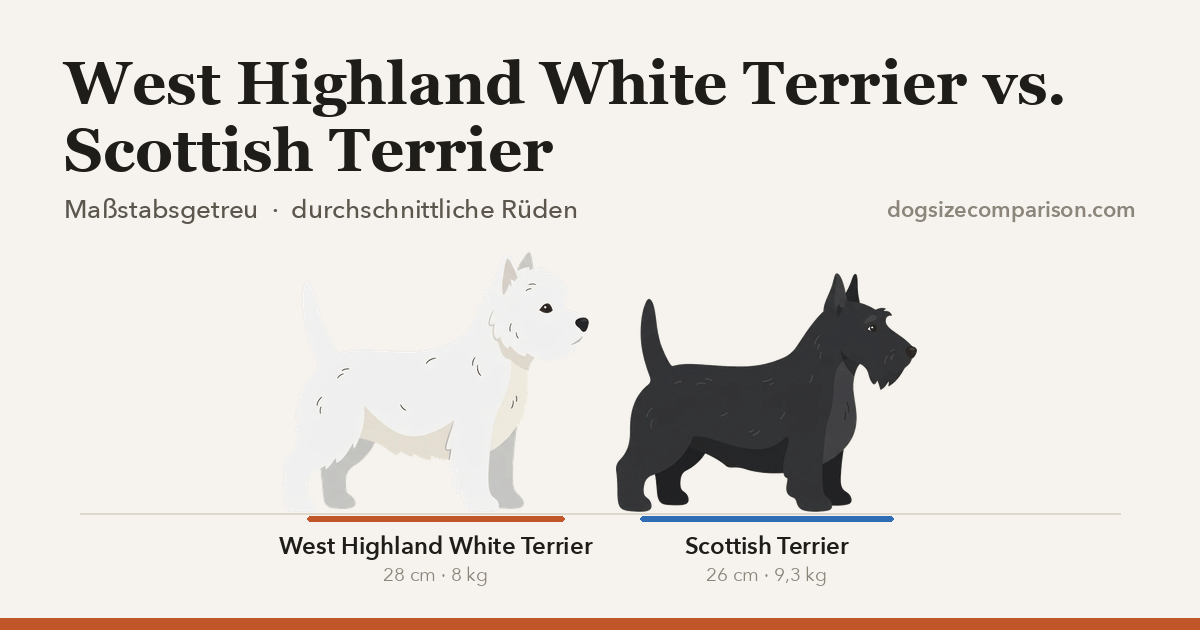 West Highland White Terrier vs.
Scottish Terrier
Maßstabsgetreu · durchschnittliche Rüden
dogsizecomparison.com
West Highland White Terrier
28 cm · 8 kg
Scottish Terrier
26 cm · 9,3 kg